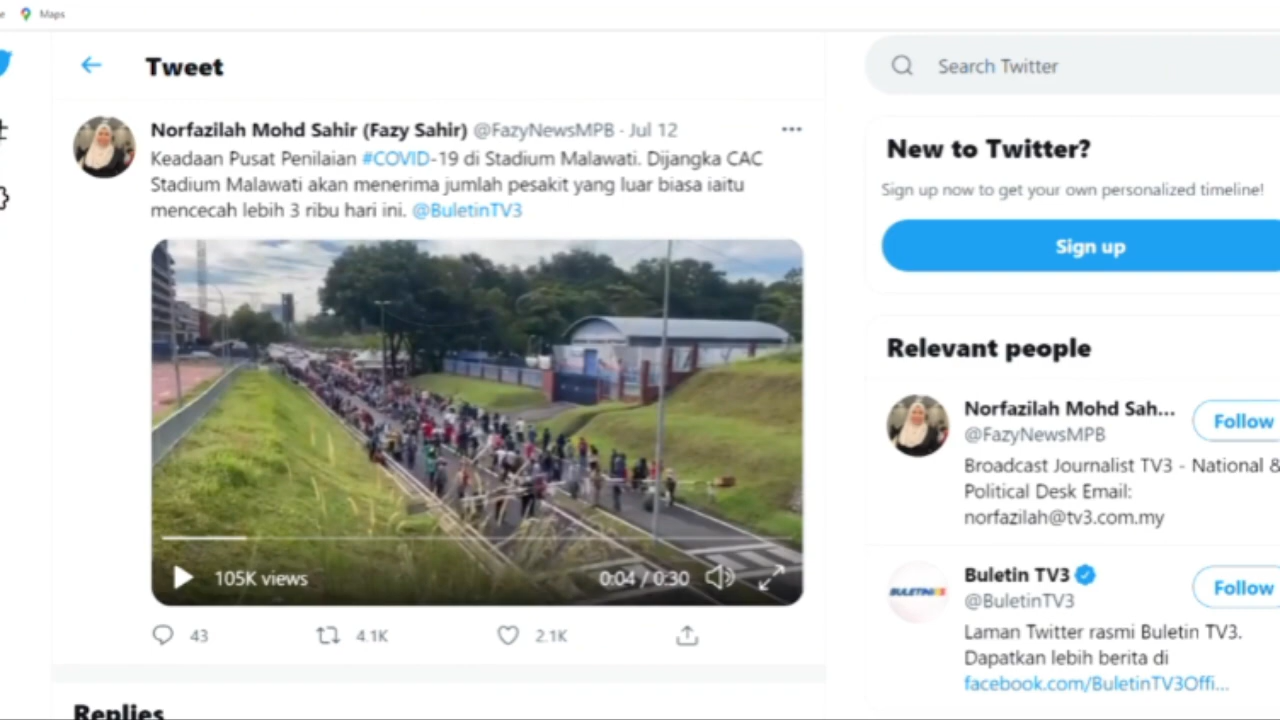 Maps
Tweet
Norfazilah Mohd Sahir (Fazy Sahir) @FazyNewsMPB · Jul 12
Keadaan Pusat Penilaian #COVID-19 di Stadium Malawati. Dijangka CAC
Stadium Malawati akan menerima jumlah pesakit yang luar biasa iaitu
mencecah lebih 3 ribu hari ini. @BuletinTV3
105K views
0:04 / 0:30
43
4.1K
2.1K
Replies
Search Twitter
New to Twitter?
Sign up now to get your own personalized timeline!
Sign up
Relevant people
Norfazilah Mohd Sah...
Follow
@FazyNewsMPB
Broadcast Journalist TV3 - National &
Political Desk Email:
norfazilah@tv3.com.my
Buletin TV3
Follow
@BuletinTV3
Laman Twitter rasmi Buletin TV3.
Dapatkan lebih berita di
facebook.com/BuletinTV3Offi...